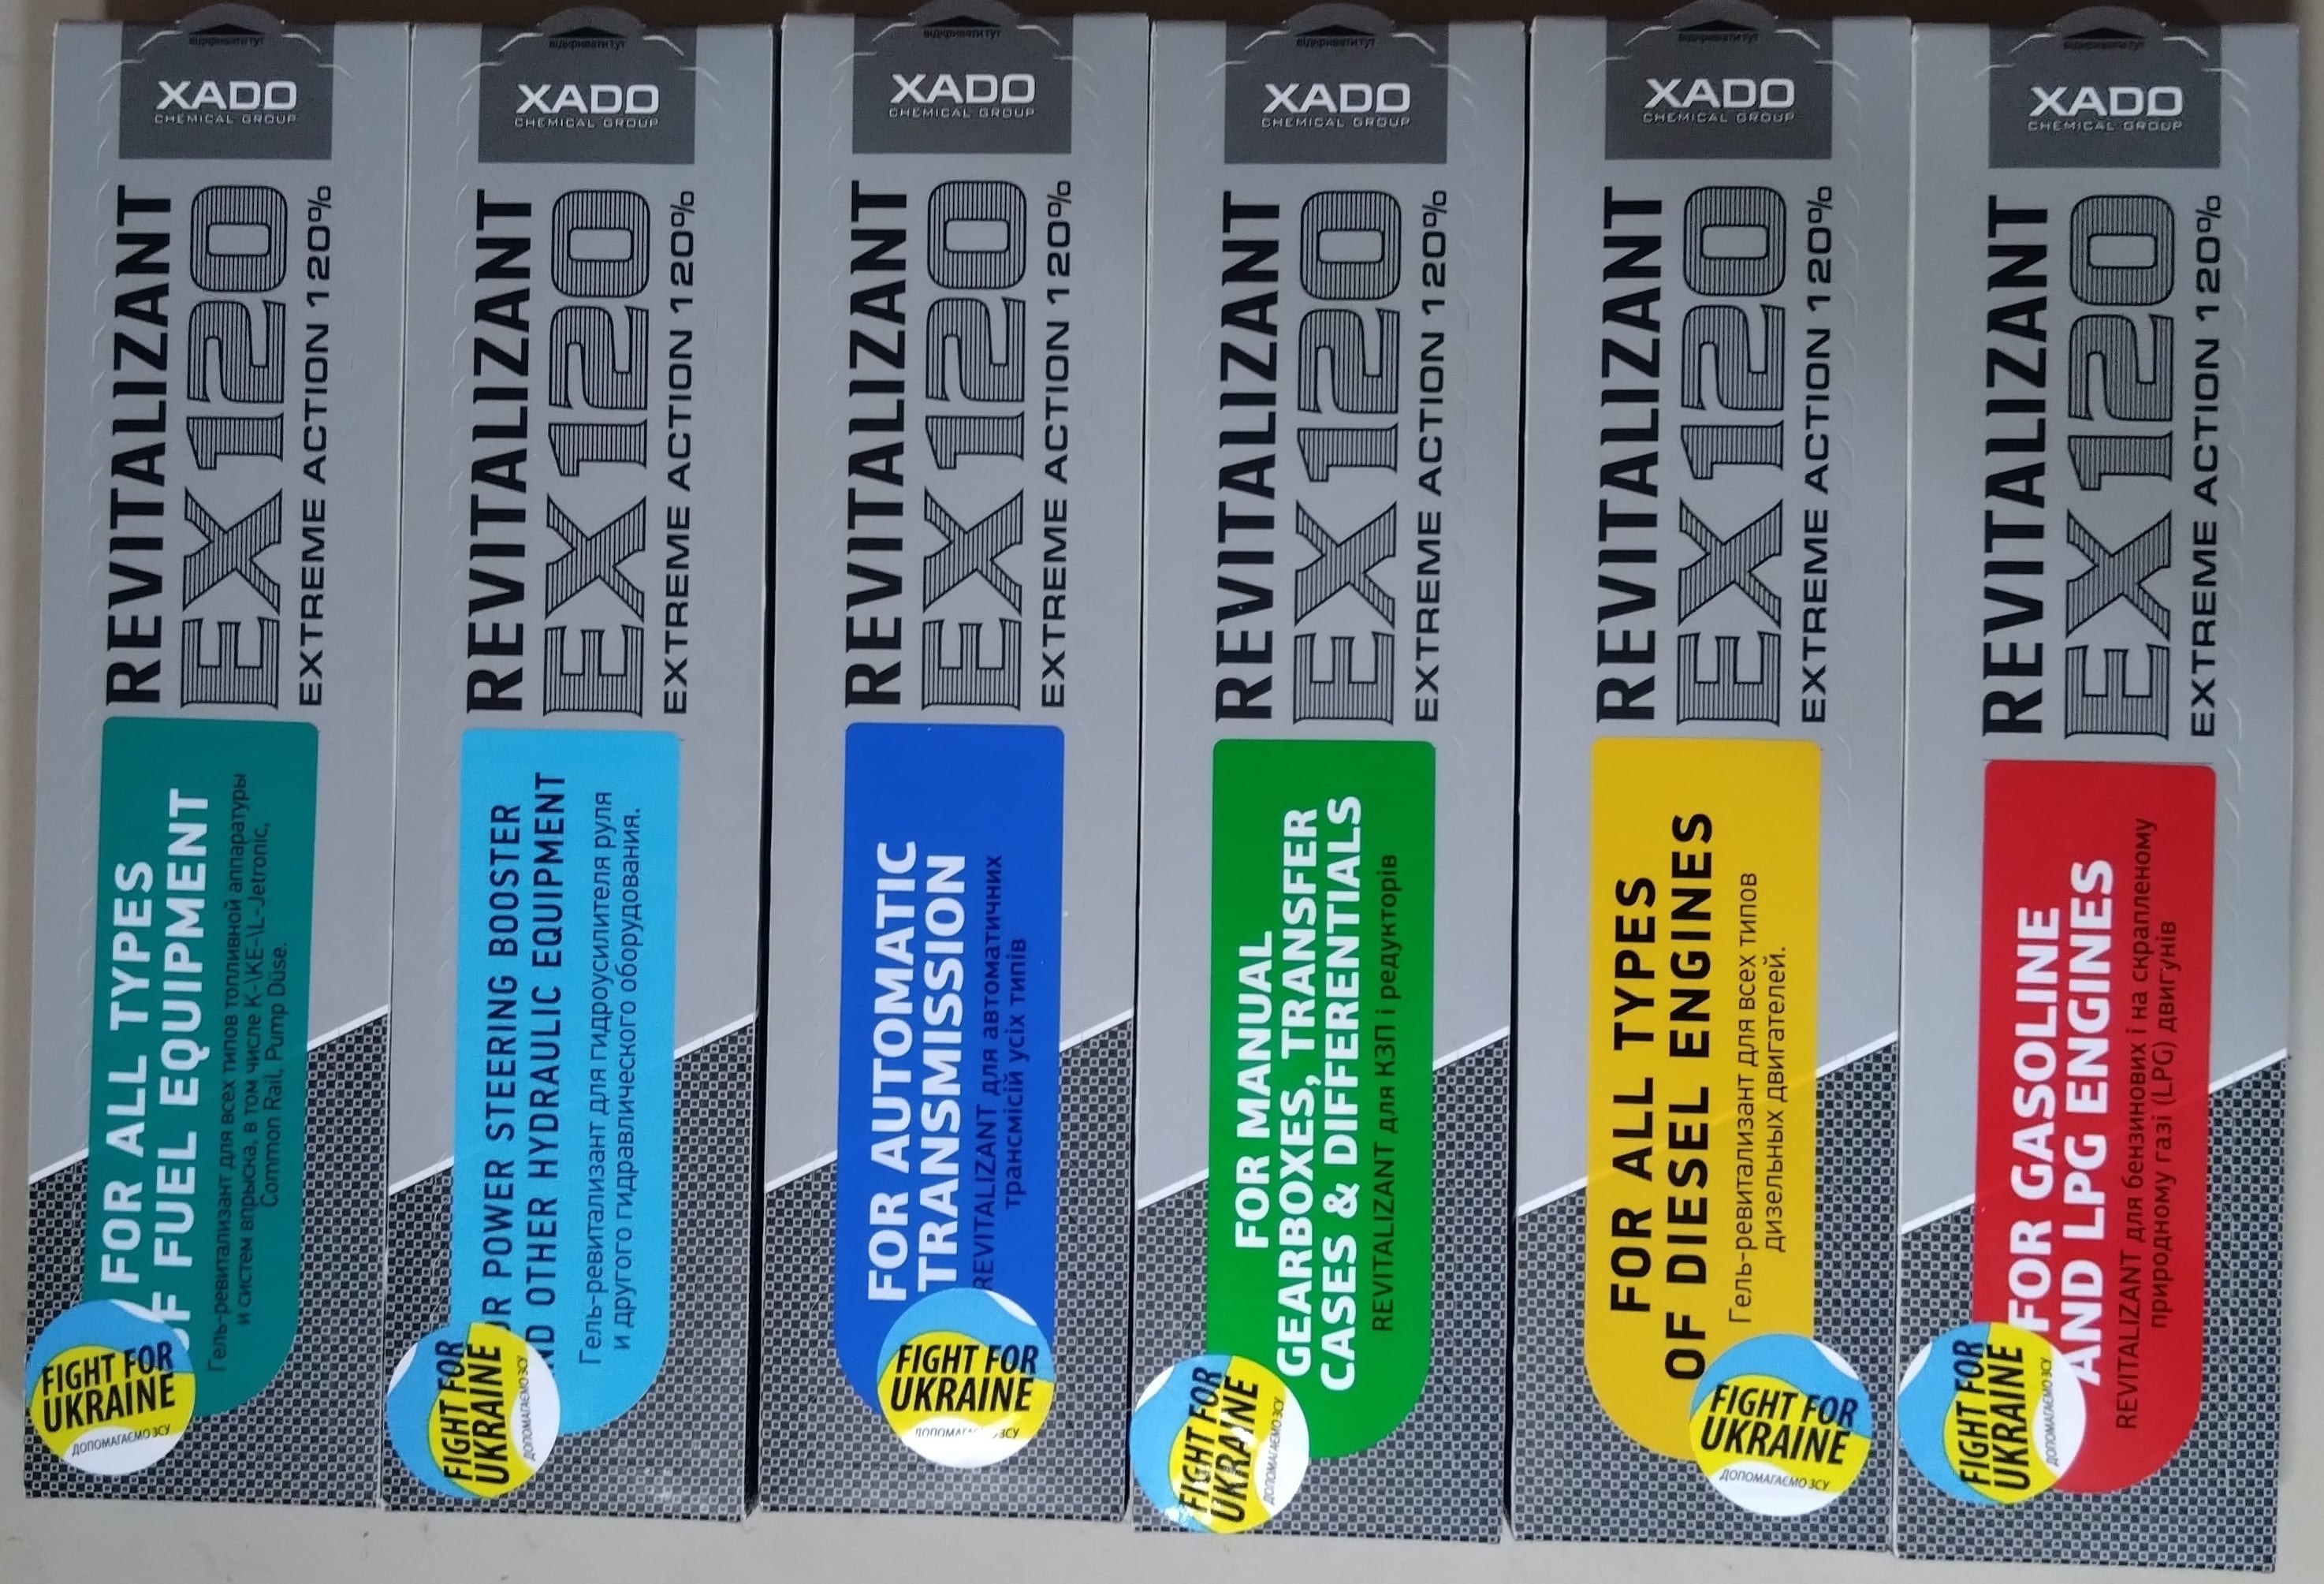 відкривати тут
XADO
CHEMICAL GROUP
REVITALIZANT
EX120
EXTREME ACTION 120%
FOR ALL TYPES
OF FUEL EQUIPMENT
Гель-ревитализант для всех типов топливной аппаратуры
и систем впрыска, в том числе K-\KE-\L-Jetronic,
Common Rail, Pump Düse.
FIGHT FOR
UKRAINE
ДОПОМАГАЄМО ЗСУ
відкривати тут
XADO
CHEMICAL GROUP
REVITALIZANT
EX120
EXTREME ACTION 120%
OR POWER STEERING BOOSTER
ND OTHER HYDRAULIC EQUIPMENT
Гель-ревитализант для гидроусилителя руля
и другого гидравлического оборудования.
FIGHT FOR
UKRAINE
ДОПОМАГАЄМО ЗСУ
відкривати тут
XADO
CHEMICAL GROUP
REVITALIZANT
EX120
EXTREME ACTION 120%
FOR AUTOMATIC
TRANSMISSION
REVITALIZANT для автоматичних
трансмісій усіх типів
FIGHT FOR
UKRAINE
ЗСУ
відкривати тут
XADO
CHEMICAL GROUP
REVITALIZANT
EX120
EXTREME ACTION 120%
FOR MANUAL
GEARBOXES, TRANSFER
CASES & DIFFERENTIALS
REVITALIZANT для КЗП і редукторів
FIGHT FOR
UKRAINE
ДОПОМАГАЄМО ЗСУ
відкривати тут
XADO
CHEMICAL GROUP
REVITALIZANT
EX120
EXTREME ACTION 120%
FOR ALL TYPES
OF DIESEL ENGINES
Гель-ревитализант для всех типов
дизельных двигателей.
FIGHT FOR
UKRAINE
ДОПОМАГАЄМО ЗСУ
відкривати тут
XADO
CHEMICAL GROUP
REVITALIZANT
EX120
EXTREME ACTION 120%
FOR GASOLINE
AND LPG ENGINES
REVITALIZANT для бензинових і на скрапленому
природному газі (LPG) двигунів
FIGHT FOR
UKRAINE
ДОПОМАГАЄМО ЗСУ